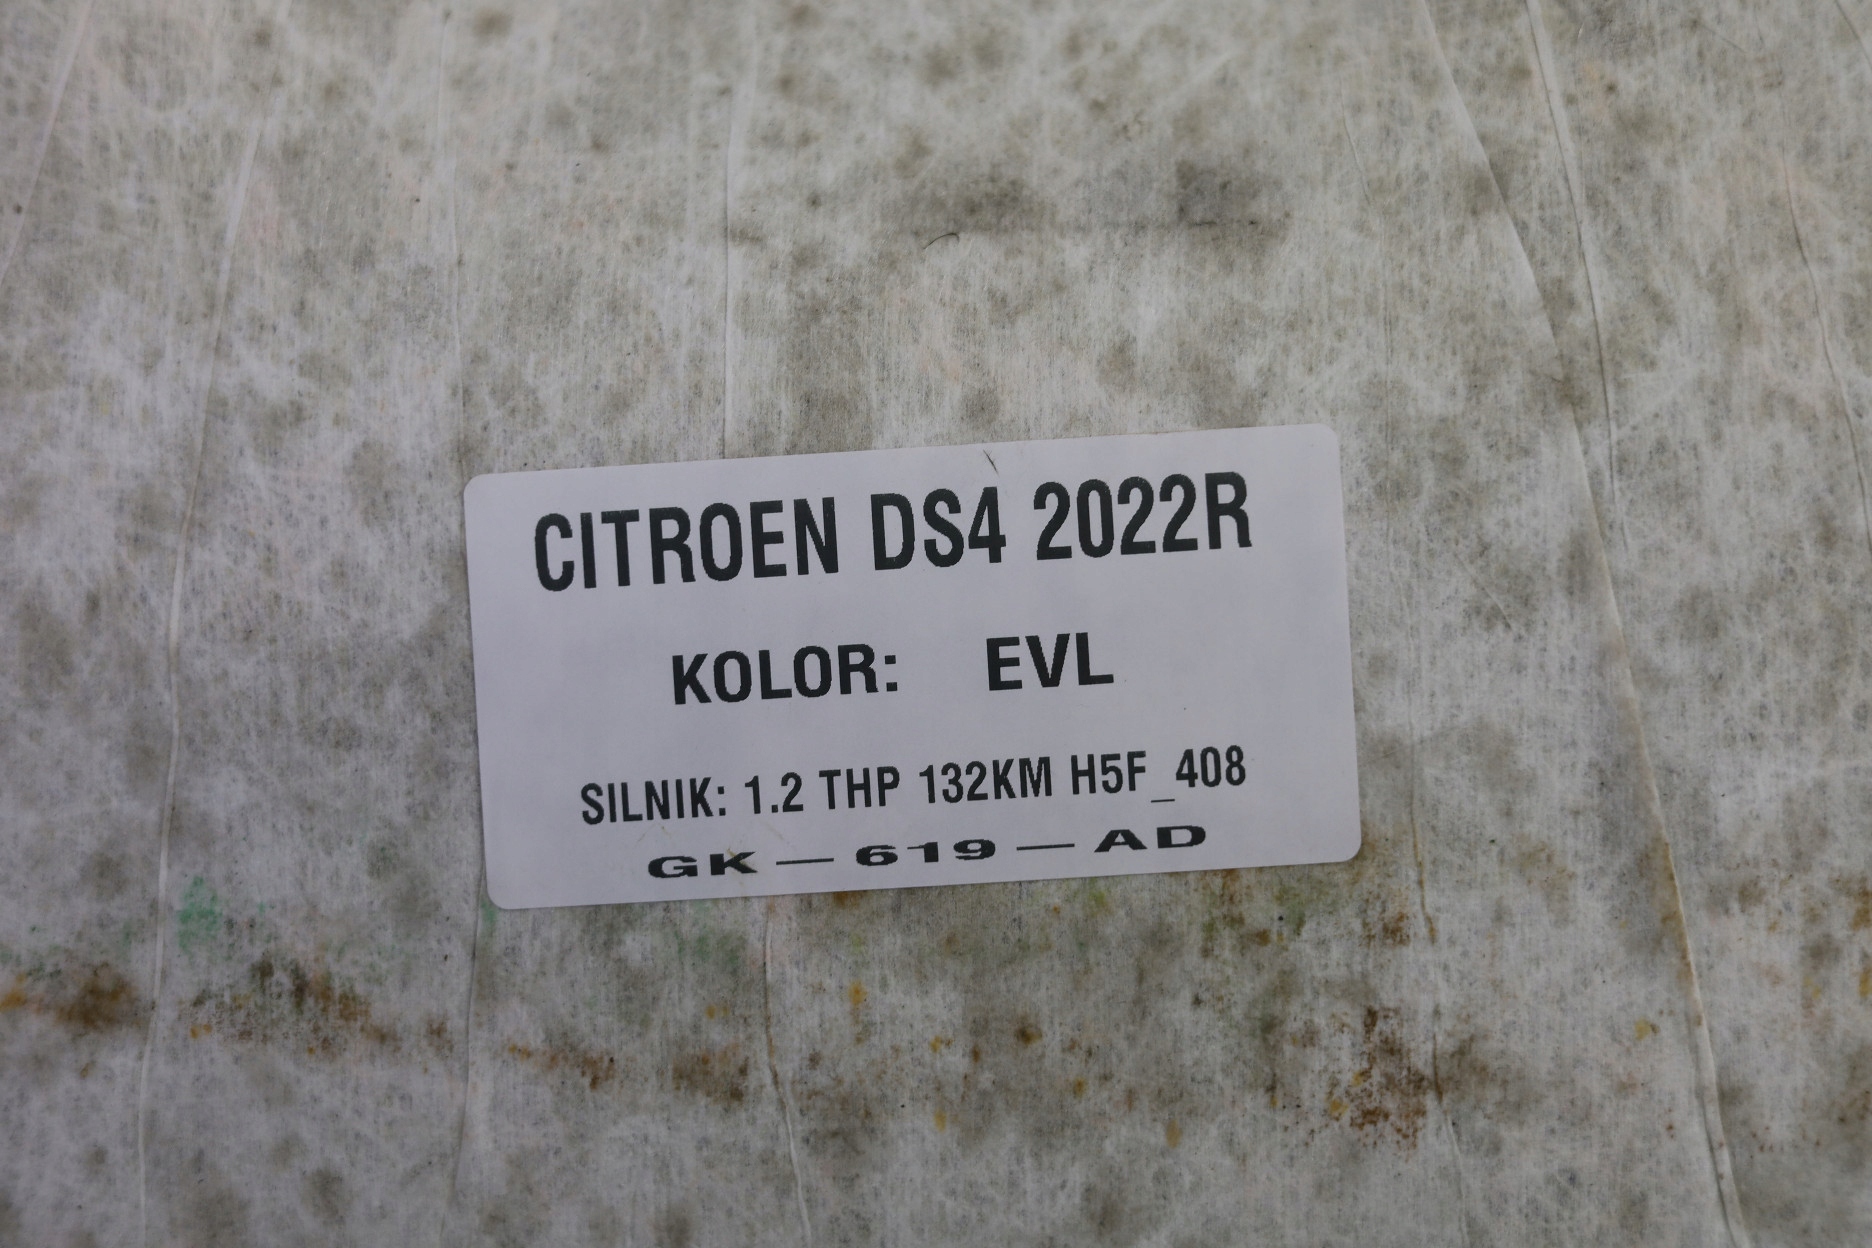 CITROEN DS4 2022R
KOLOR: EVL
SILNIK: 1.2 THP 132KM H5F_408
GK - 619 - AD